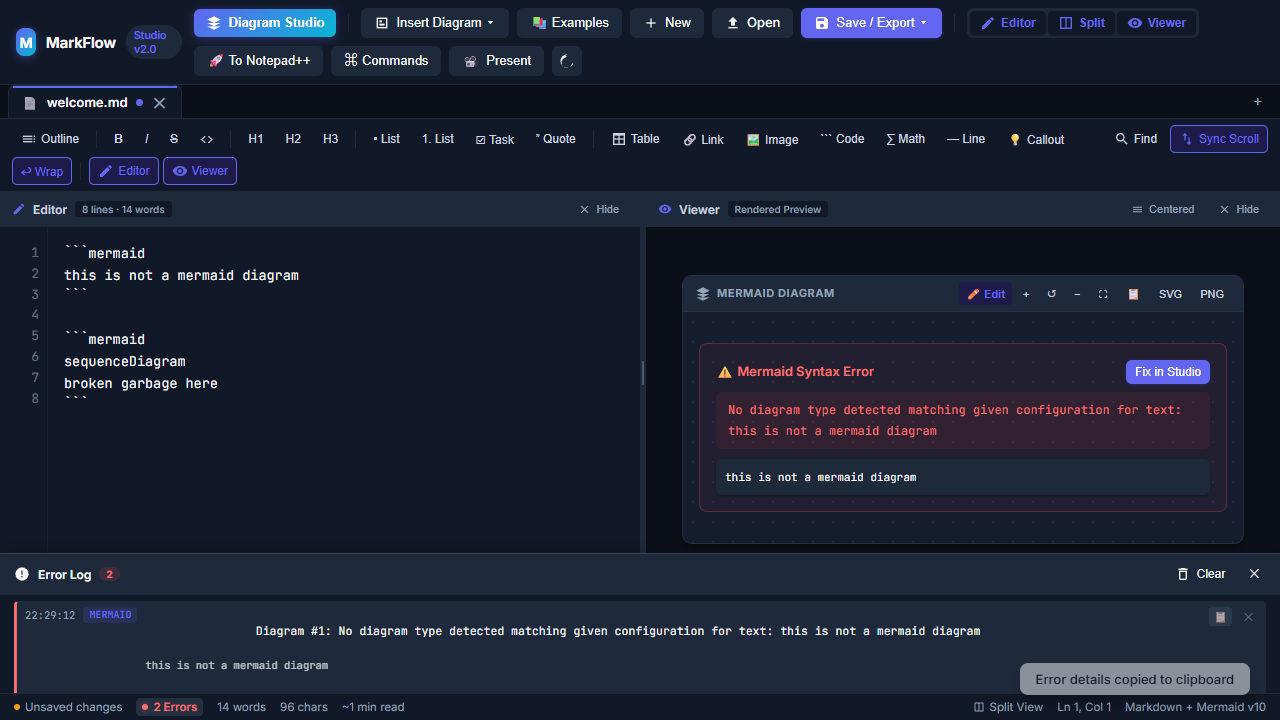 M MarkFlow Studio v2.0
Diagram Studio Insert Diagram Examples + New Open Save / Export Editor Split Viewer
To Notepad++ ⌘ Commands Present
welcome.md +
Outline B I S <> H1 H2 H3 • List 1. List ☑ Task " Quote Table Link Image ``` Code ∑ Math — Line Callout Find Sync Scroll
↩ Wrap Editor Viewer
Editor 8 lines · 14 words Hide
Viewer Rendered Preview Centered Hide
1 ```mermaid
2 this is not a mermaid diagram
3 ```
4
5 ```mermaid
6 sequenceDiagram
7 broken garbage here
8 ```
MERMAID DIAGRAM Edit + ↺ − ⛶ SVG PNG
Mermaid Syntax Error Fix in Studio
No diagram type detected matching given configuration for text:
this is not a mermaid diagram
this is not a mermaid diagram
Error Log 2 Clear
22:29:12 MERMAID
Diagram #1: No diagram type detected matching given configuration for text: this is not a mermaid diagram
this is not a mermaid diagram
Error details copied to clipboard
Unsaved changes 2 Errors 14 words 96 chars ~1 min read Split View Ln 1, Col 1 Markdown + Mermaid v10